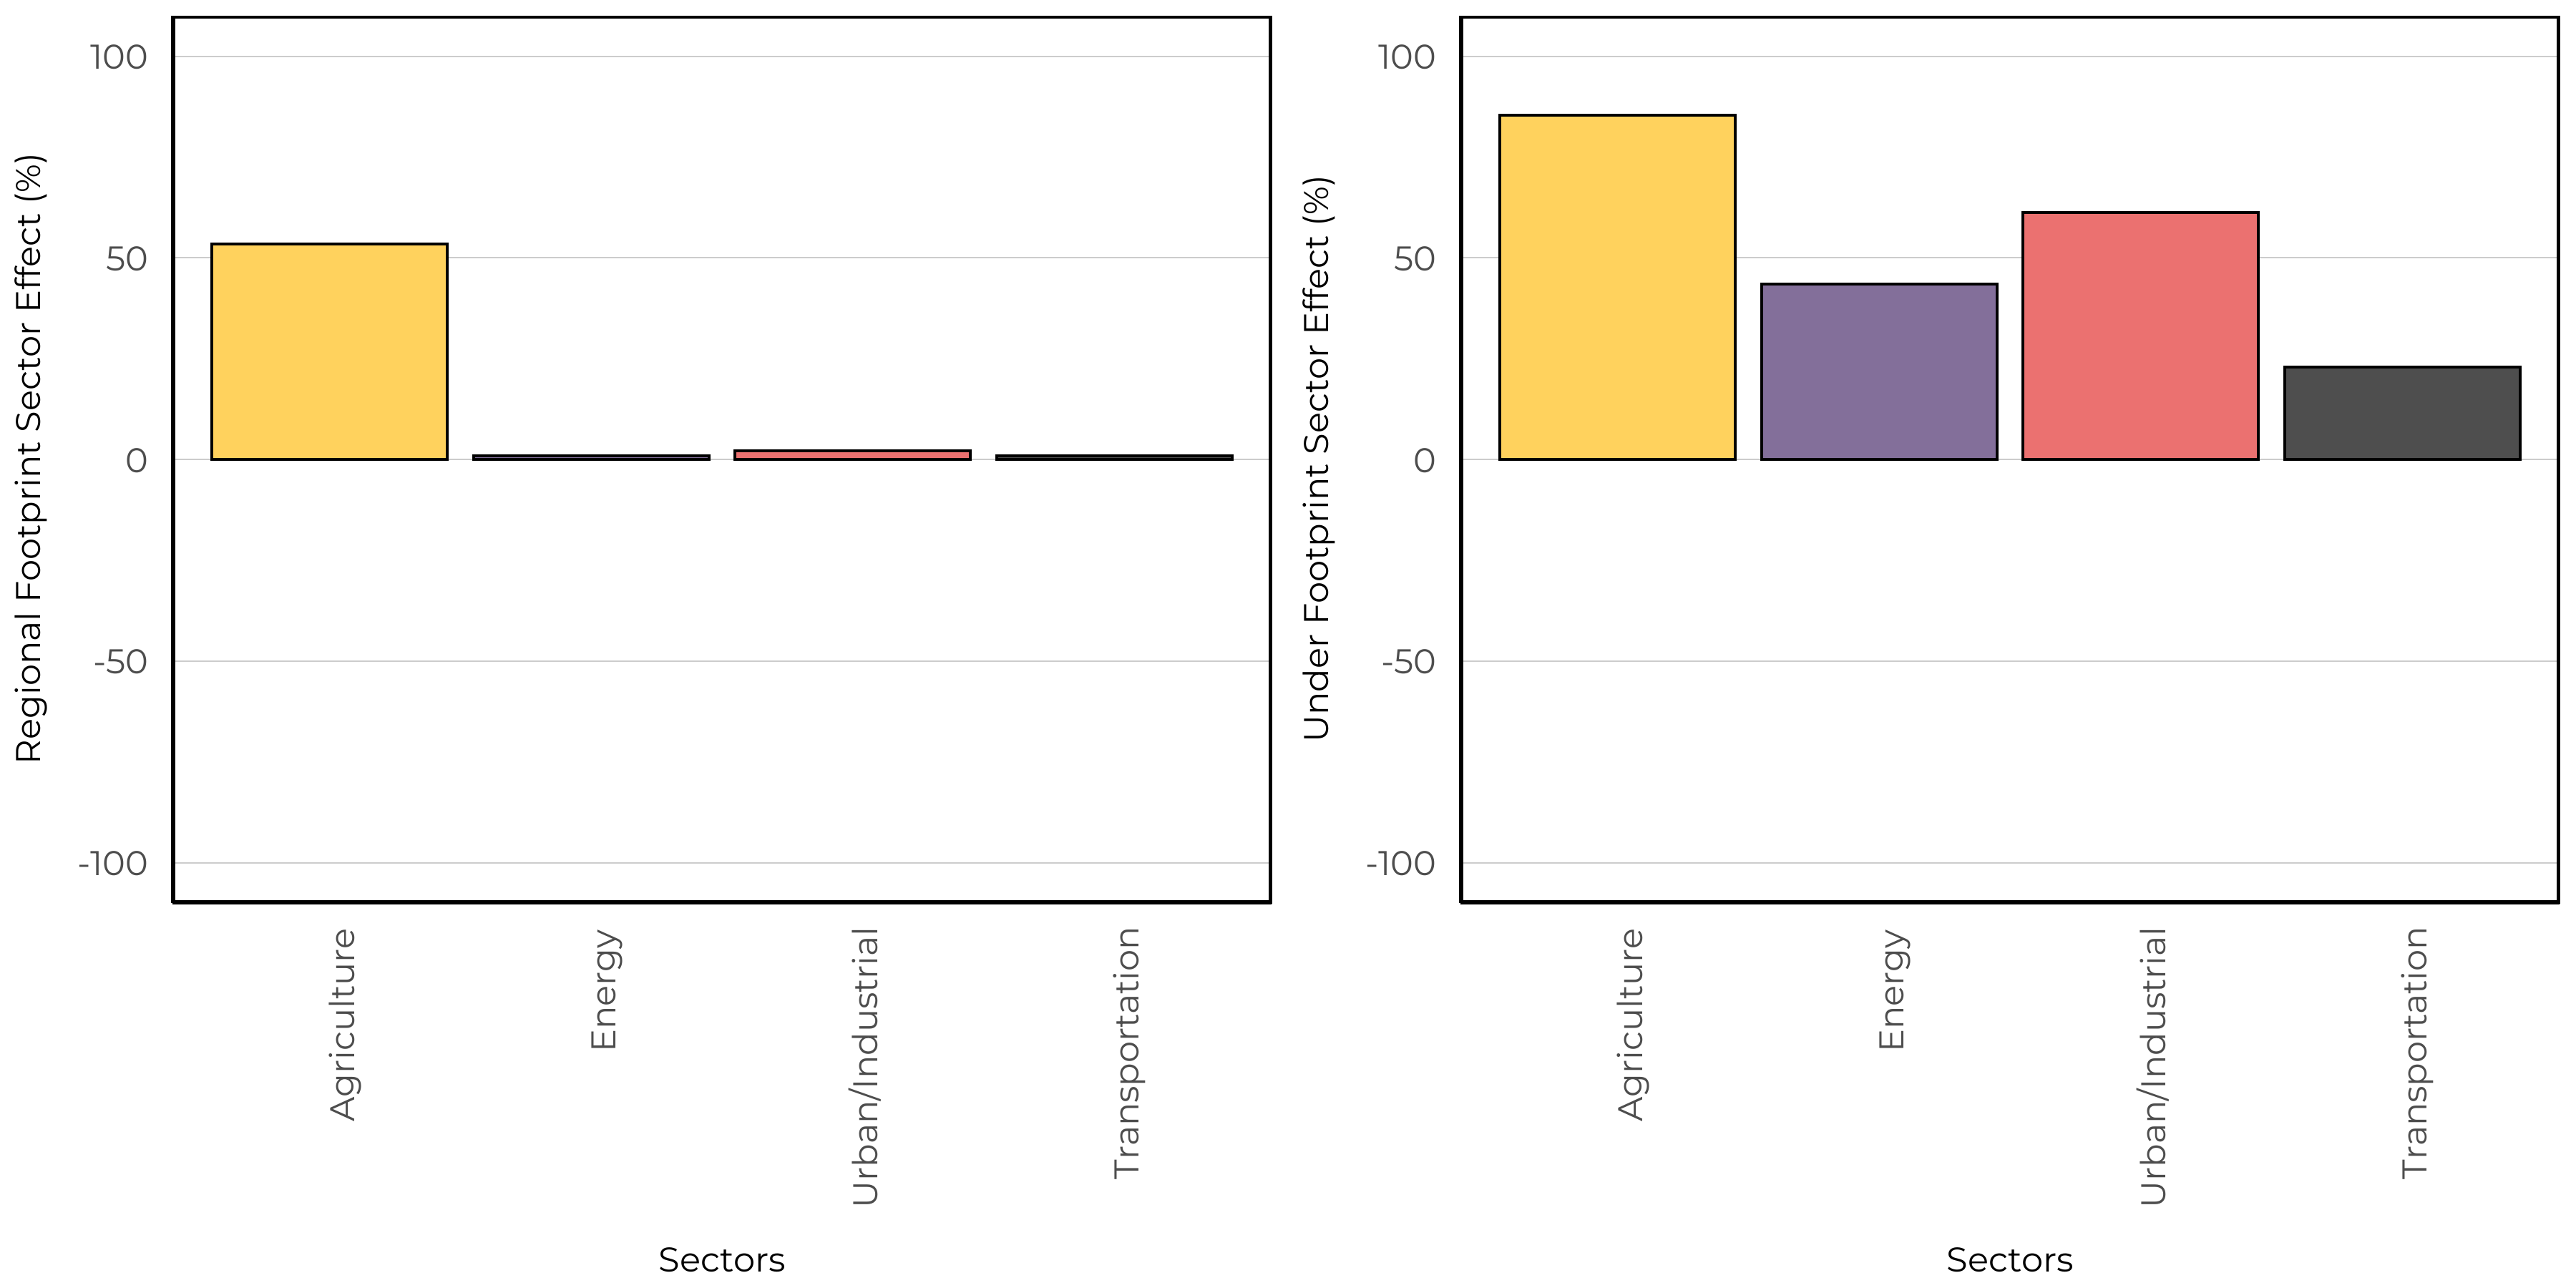 Regional Footprint Sector Effect (%)
100
50
0
-50
-100
Agriculture
Energy
Urban/Industrial
Transportation
Sectors
Under Footprint Sector Effect (%)
100
50
0
-50
-100
Agriculture
Energy
Urban/Industrial
Transportation
Sectors